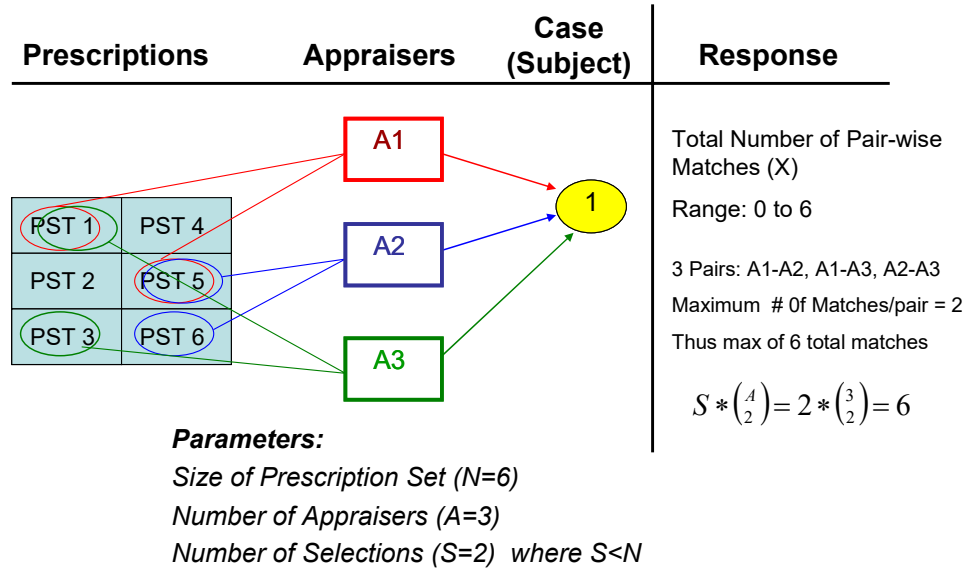 Prescriptions
Appraisers
Case
(Subject)
Response
A1
A2
A3
1
PST 1
PST 4
PST 2
PST 5
PST 3
PST 6
Total Number of Pair-wise
Matches (X)
Range: 0 to 6
3 Pairs: A1-A2, A1-A3, A2-A3
Maximum # 0f Matches/pair = 2
Thus max of 6 total matches
S * (A 2) = 2 * (3 2) = 6
Parameters:
Size of Prescription Set (N=6)
Number of Appraisers (A=3)
Number of Selections (S=2) where S<N